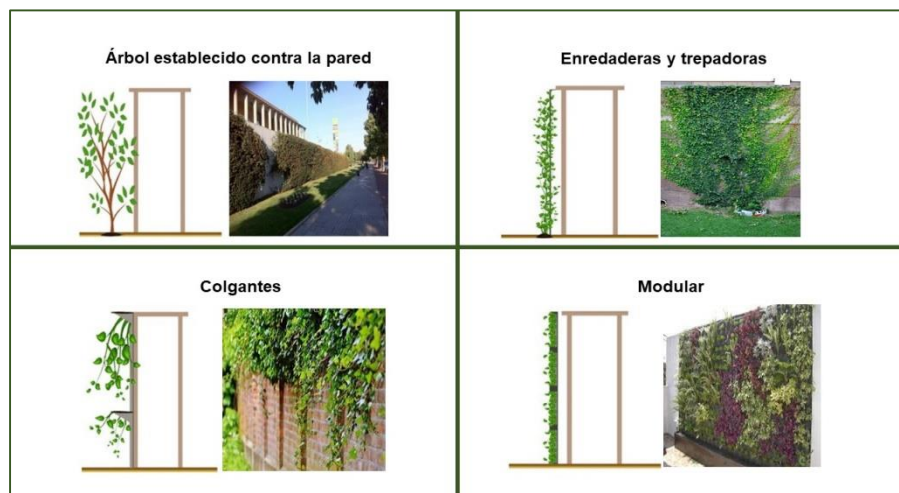 Árbol establecido contra la pared
Enredaderas y trepadoras
Colgantes
Modular